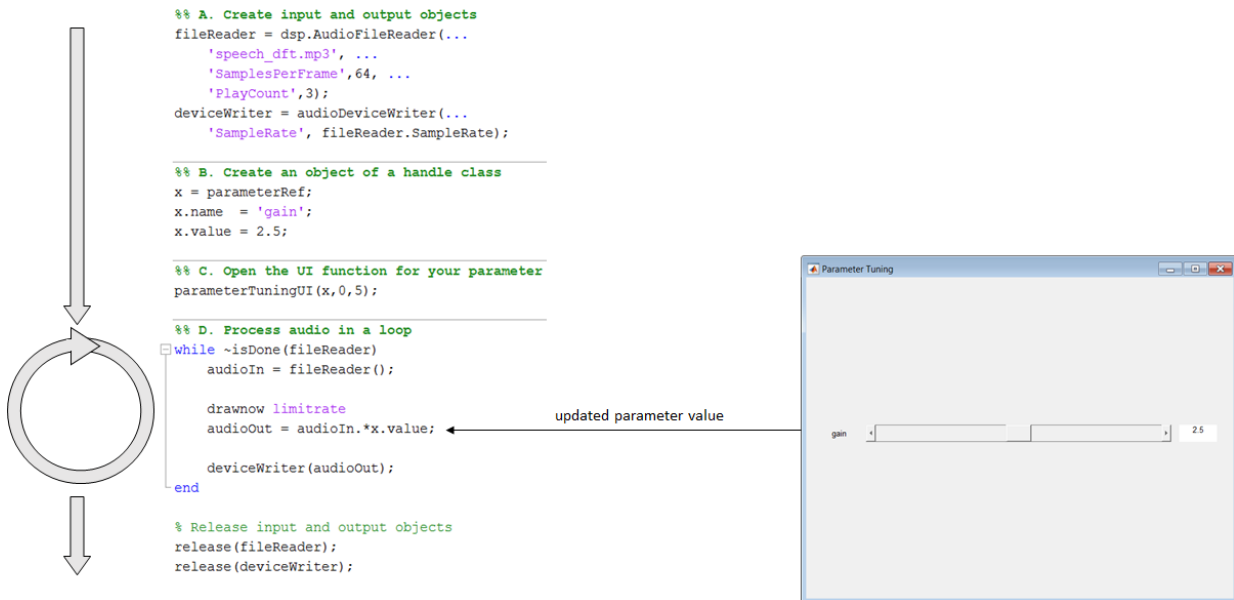 %% A. Create input and output objects
fileReader = dsp.AudioFileReader(...
'speech_dft.mp3', ...
'SamplesPerFrame',64, ...
'PlayCount',3);
deviceWriter = audioDeviceWriter(...
'SampleRate', fileReader.SampleRate);
%% B. Create an object of a handle class
x = parameterRef;
x.name = 'gain';
x.value = 2.5;
%% C. Open the UI function for your parameter
parameterTuningUI(x,0,5);
%% D. Process audio in a loop
while ~isDone(fileReader)
audioIn = fileReader();
drawnow limitrate
audioOut = audioIn.*x.value;
deviceWriter(audioOut);
end
% Release input and output objects
release(fileReader);
release(deviceWriter);
updated parameter value
Parameter Tuning
gain
2.5